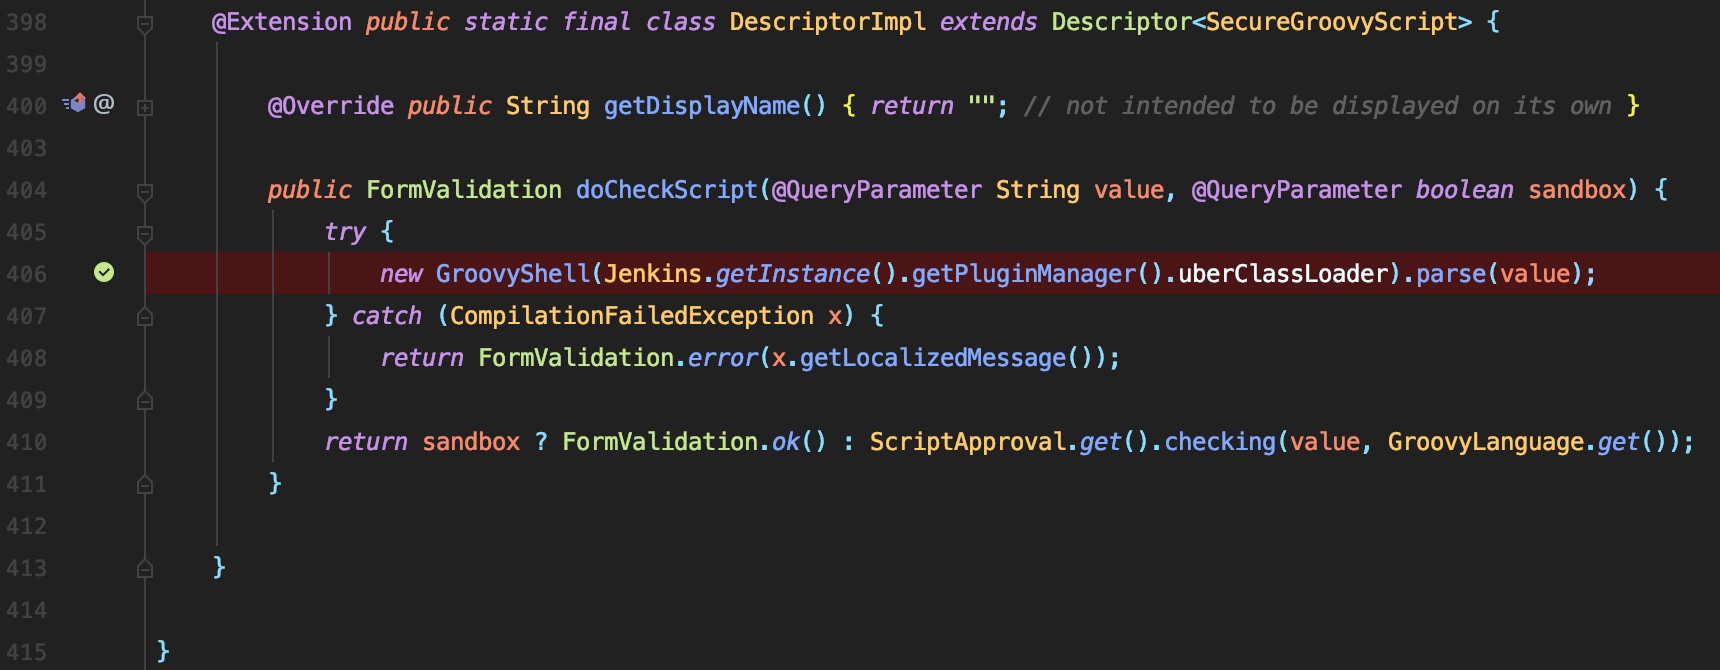 398 @Extension public static final class DescriptorImpl extends Descriptor<SecureGroovyScript> {
399
400 @ @Override public String getDisplayName() { return ""; // not intended to be displayed on its own }
403
404 public FormValidation doCheckScript(@QueryParameter String value, @QueryParameter boolean sandbox) {
405 try {
406 new GroovyShell(Jenkins.getInstance().getPluginManager().uberClassLoader).parse(value);
407 } catch (CompilationFailedException x) {
408 return FormValidation.error(x.getLocalizedMessage());
409 }
410 return sandbox ? FormValidation.ok() : ScriptApproval.get().checking(value, GroovyLanguage.get());
411 }
412
413 }
414
415 }